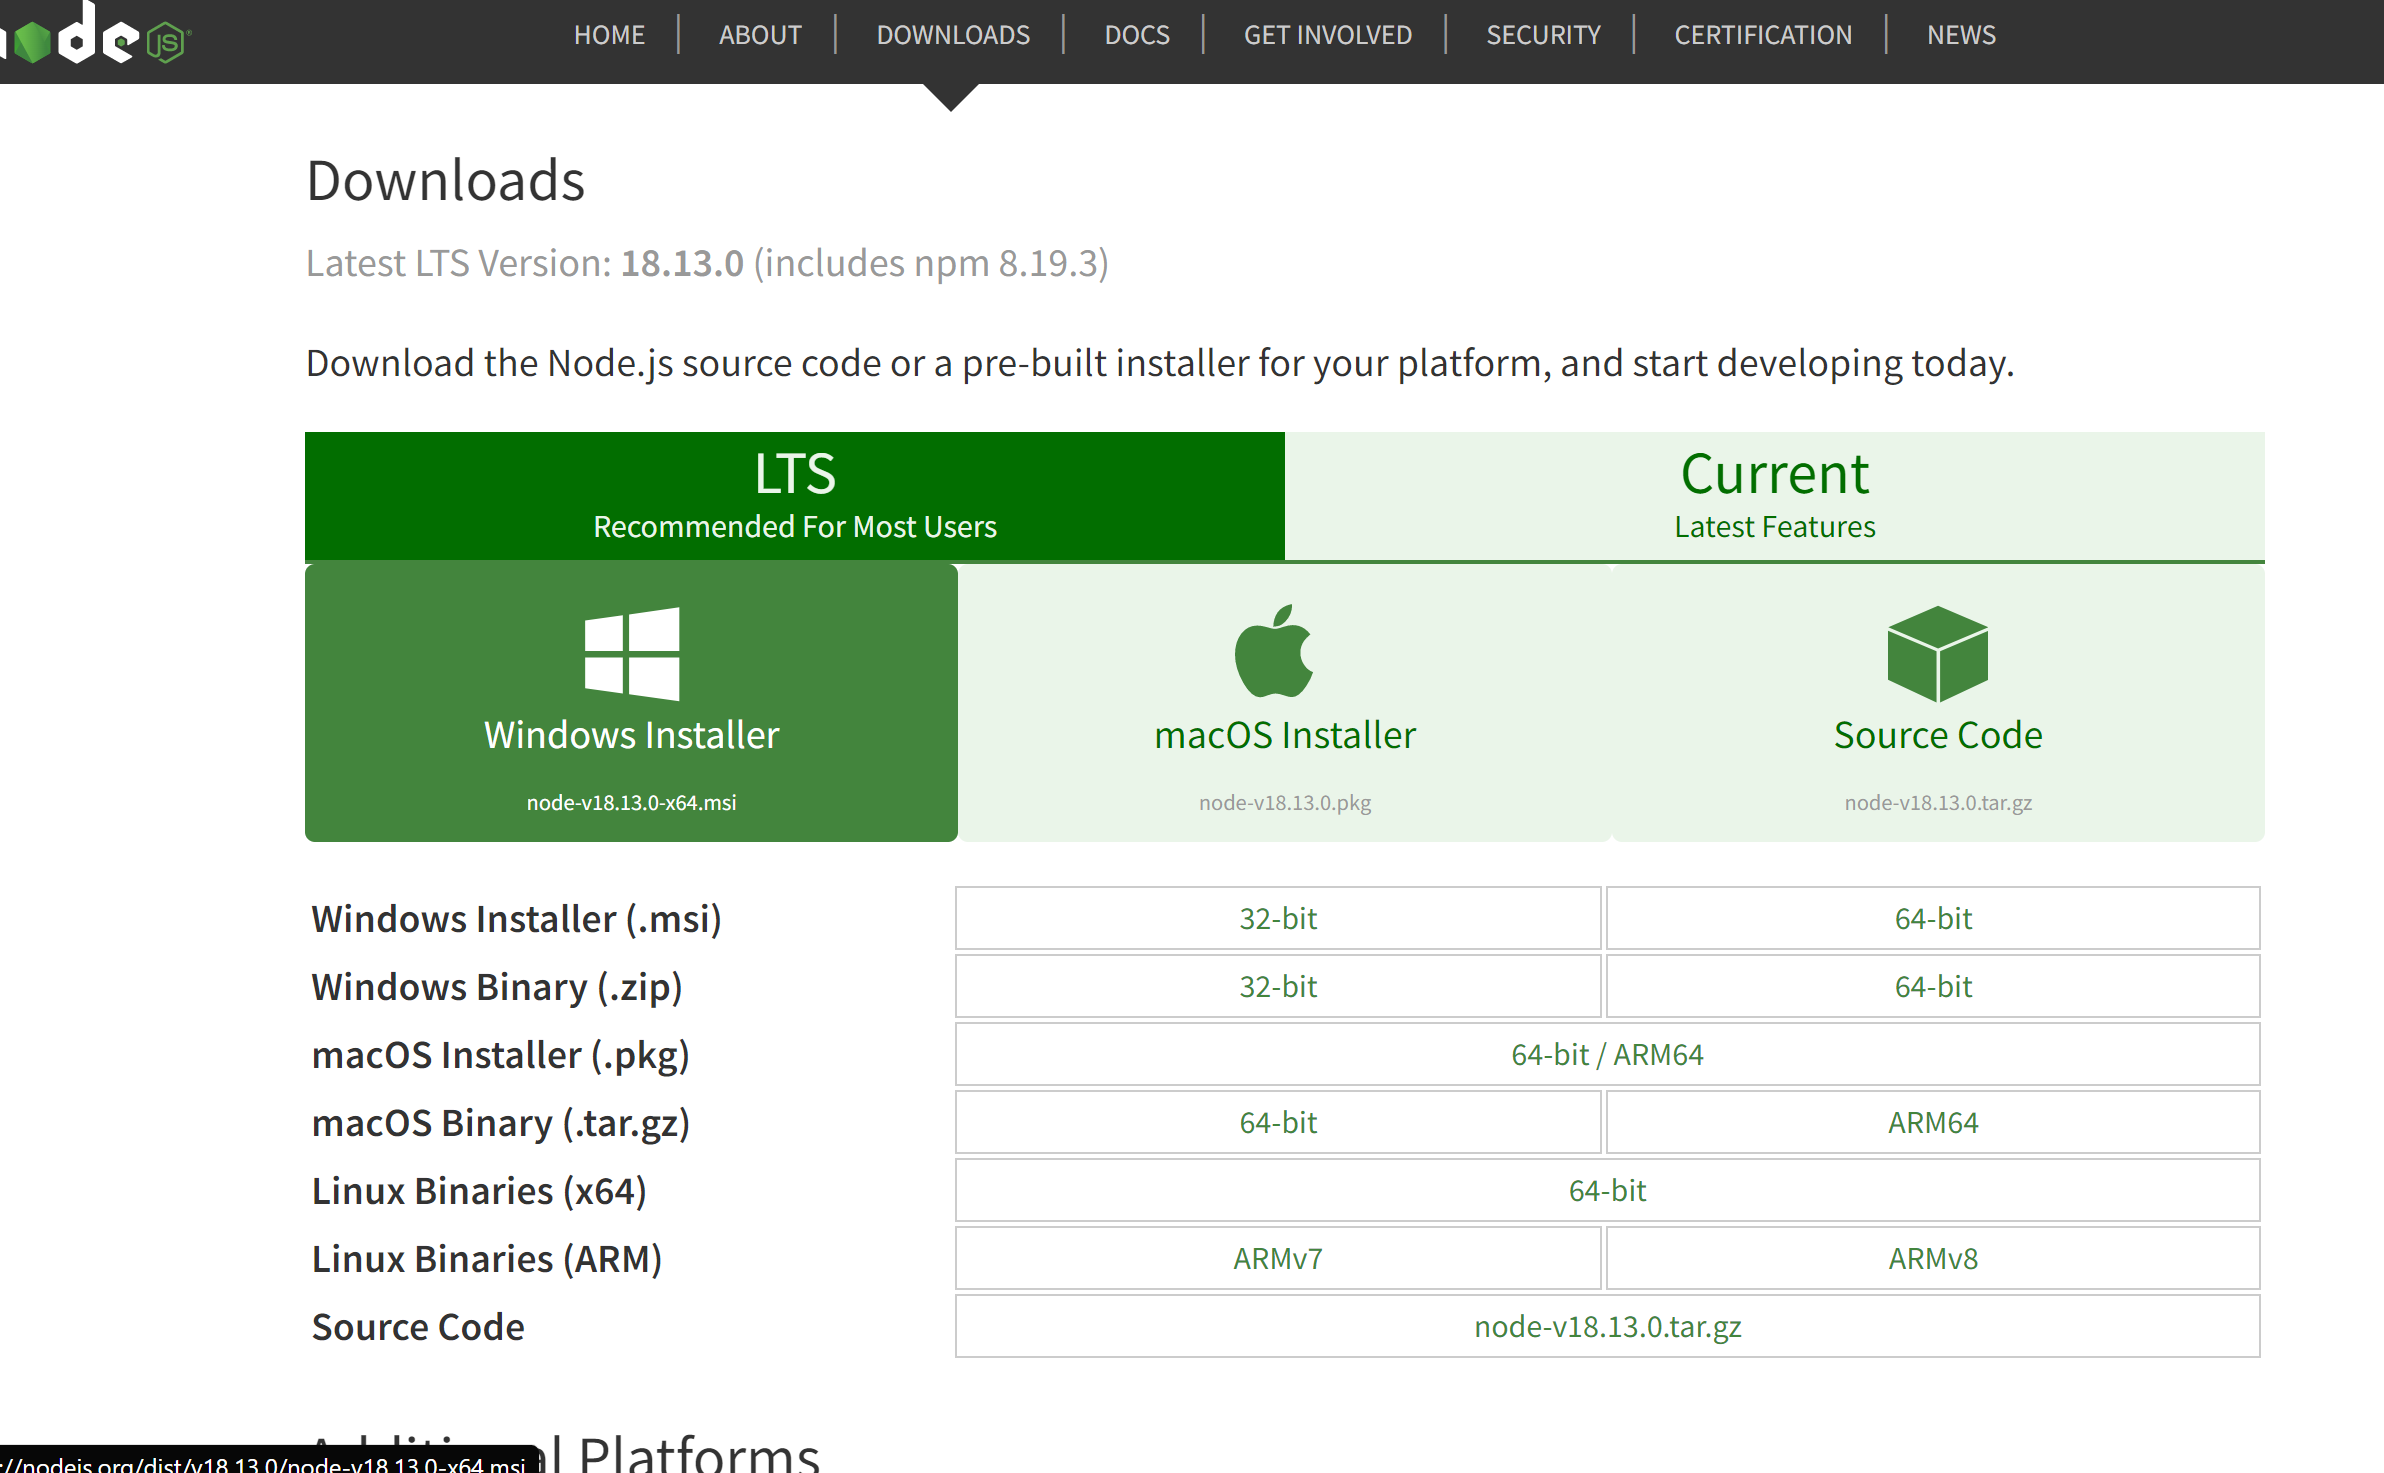 node JS
HOME ABOUT DOWNLOADS DOCS GET INVOLVED SECURITY CERTIFICATION NEWS
Downloads
Latest LTS Version: 18.13.0 (includes npm 8.19.3)
Download the Node.js source code or a pre-built installer for your platform, and start developing today.
LTS
Recommended For Most Users
Current
Latest Features
Windows Installer
node-v18.13.0-x64.msi
macOS Installer
node-v18.13.0.pkg
Source Code
node-v18.13.0.tar.gz
Windows Installer (.msi) 32-bit 64-bit
Windows Binary (.zip) 32-bit 64-bit
macOS Installer (.pkg) 64-bit / ARM64
macOS Binary (.tar.gz) 64-bit ARM64
Linux Binaries (x64) 64-bit
Linux Binaries (ARM) ARMv7 ARMv8
Source Code node-v18.13.0.tar.gz
Additional Platforms
://nodejs.org/dist/v18.13.0/node-v18.13.0-x64.msi